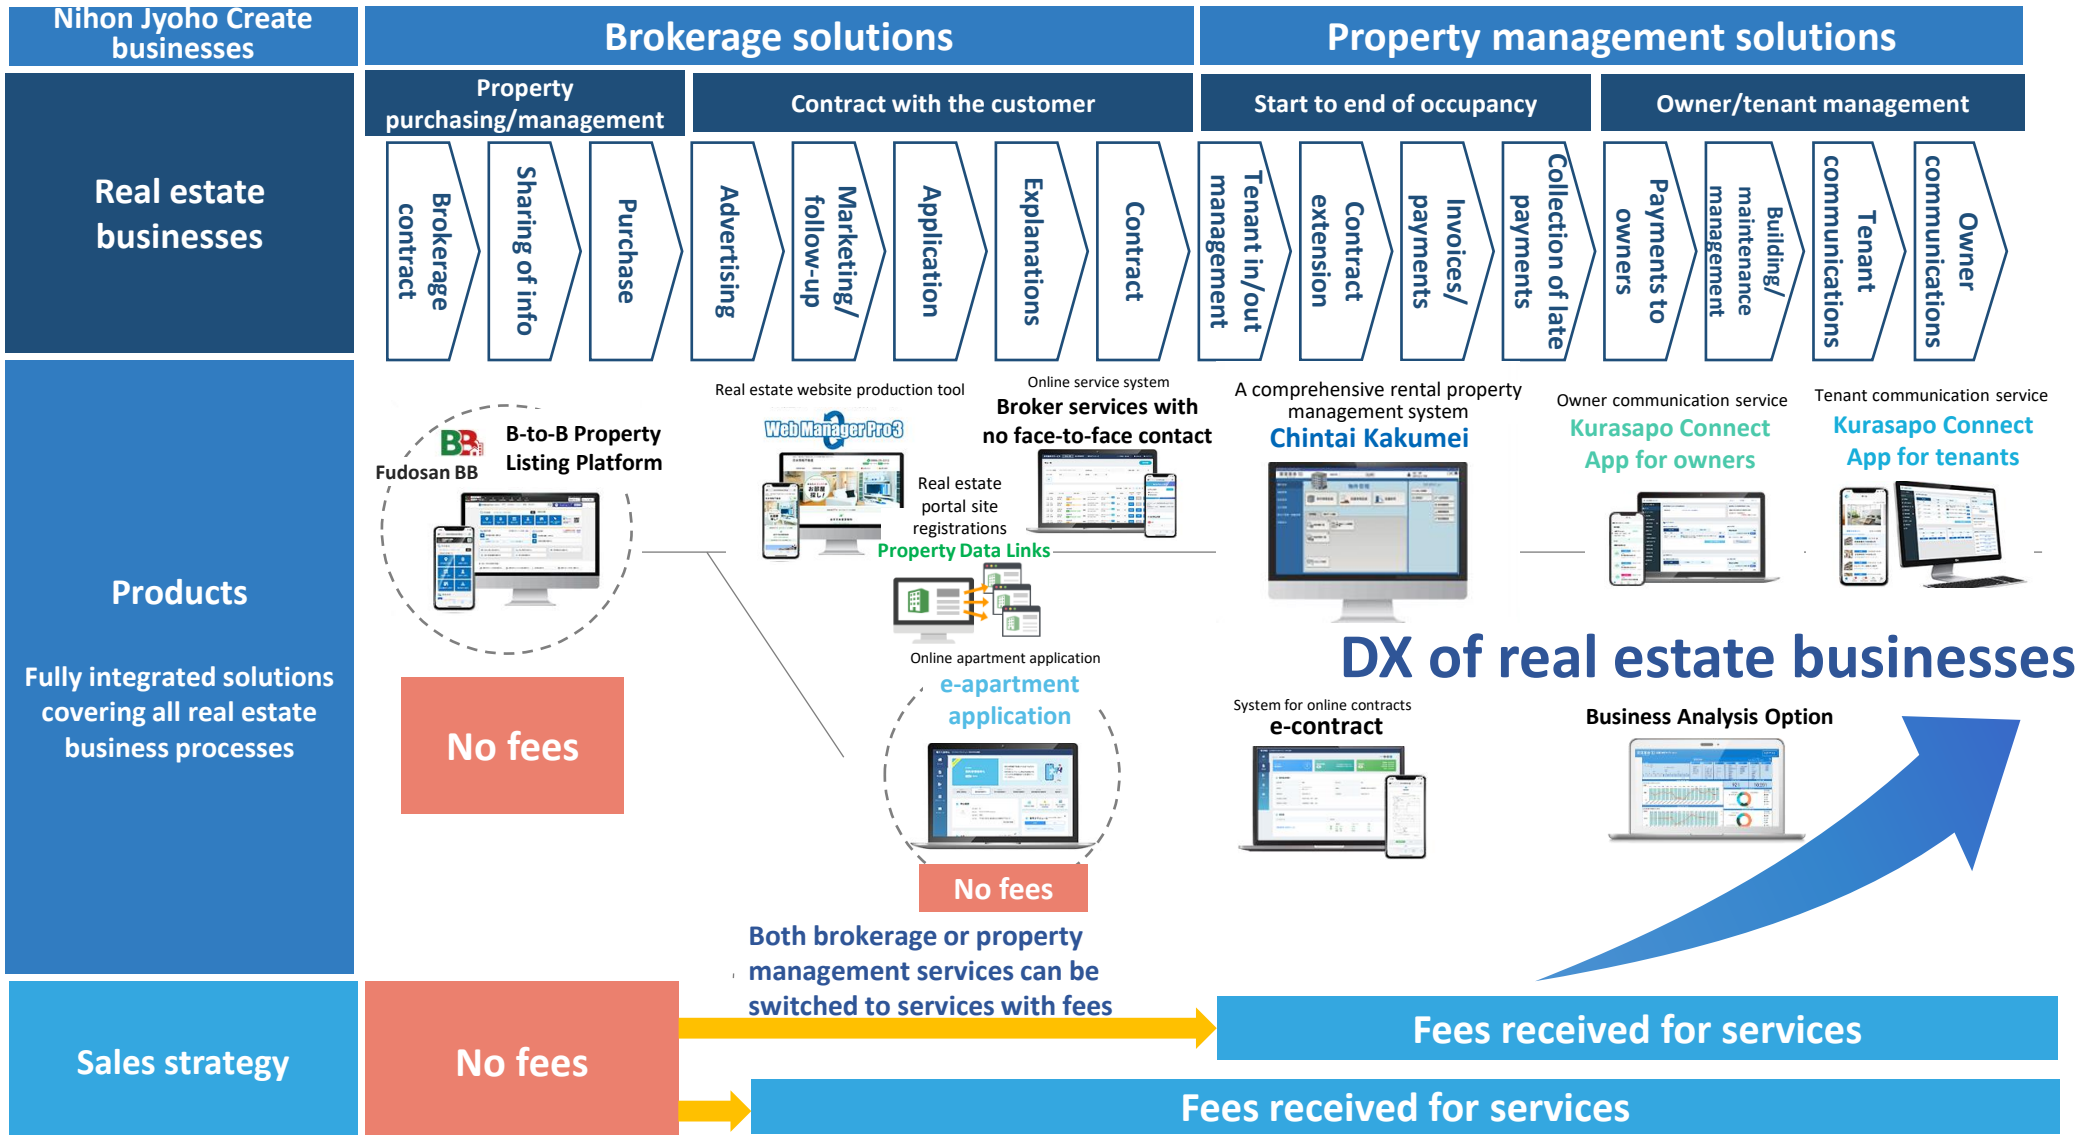 Nihon Jyoho Create
businesses
Brokerage solutions
Property management solutions
Real estate
businesses
Property
purchasing/management
Contract with the customer
Start to end of occupancy
Owner/tenant management
Brokerage
contract
Sharing of info
Purchase
Advertising
Marketing/
follow-up
Application
Explanations
Contract
Tenant in/out
management
Contract
extension
Invoices/
payments
Collection of late
payments
Payments to
owners
Building/
maintenance
management
Tenant
communications
Owner
communications
Products
Fully integrated solutions
covering all real estate
business processes
BB
Fudosan BB
B-to-B Property
Listing Platform
No fees
Real estate website production tool
Web Manager Pro3
お部屋
探し!
Real estate
portal site
registrations
Property Data Links
Online service system
Broker services with
no face-to-face contact
Online apartment application
e-apartment
application
No fees
A comprehensive rental property
management system
Chintai Kakumei
Owner communication service
Kurasapo Connect
App for owners
Tenant communication service
Kurasapo Connect
App for tenants
DX of real estate businesses
System for online contracts
e-contract
Business Analysis Option
Both brokerage or property
management services can be
switched to services with fees
Sales strategy
No fees
Fees received for services
Fees received for services